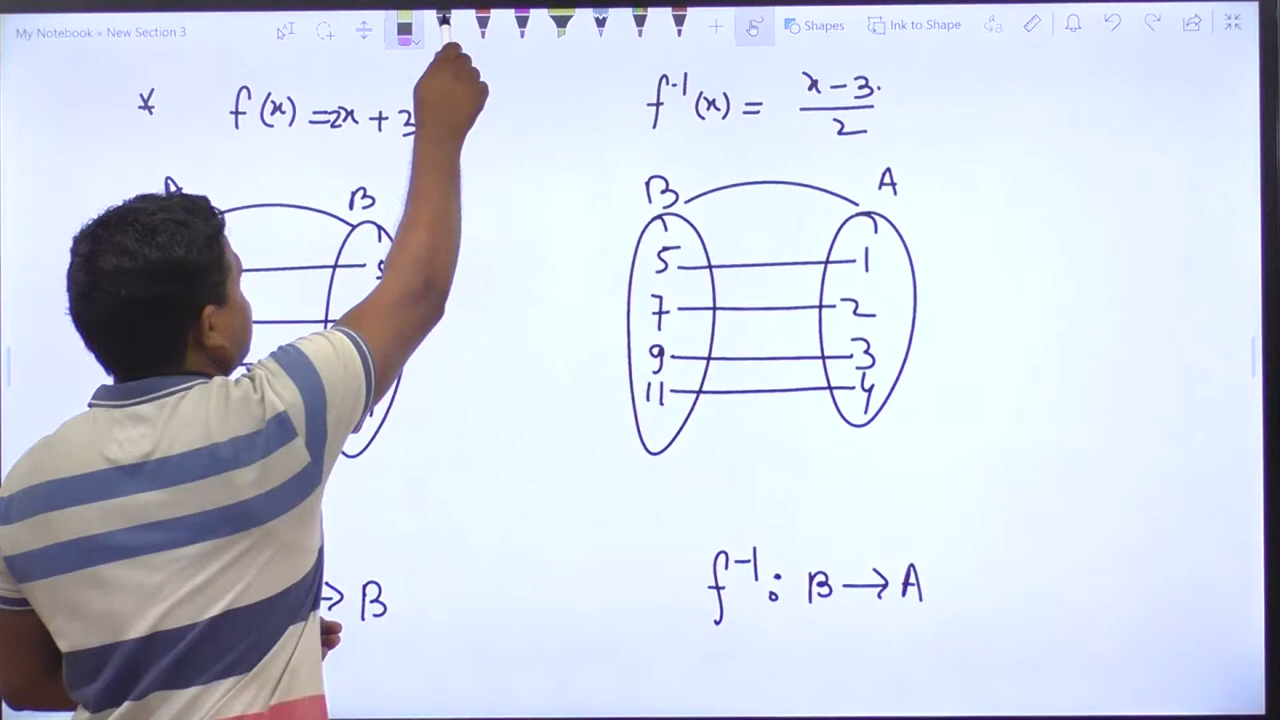 My Notebook » New Section 3
Shapes
Ink to Shape
* f(x) = 2x + 3
f⁻¹(x) = x - 3 / 2
A B
B A
5 1
7 2
9 3
11 4
→ B
f⁻¹ : B → A